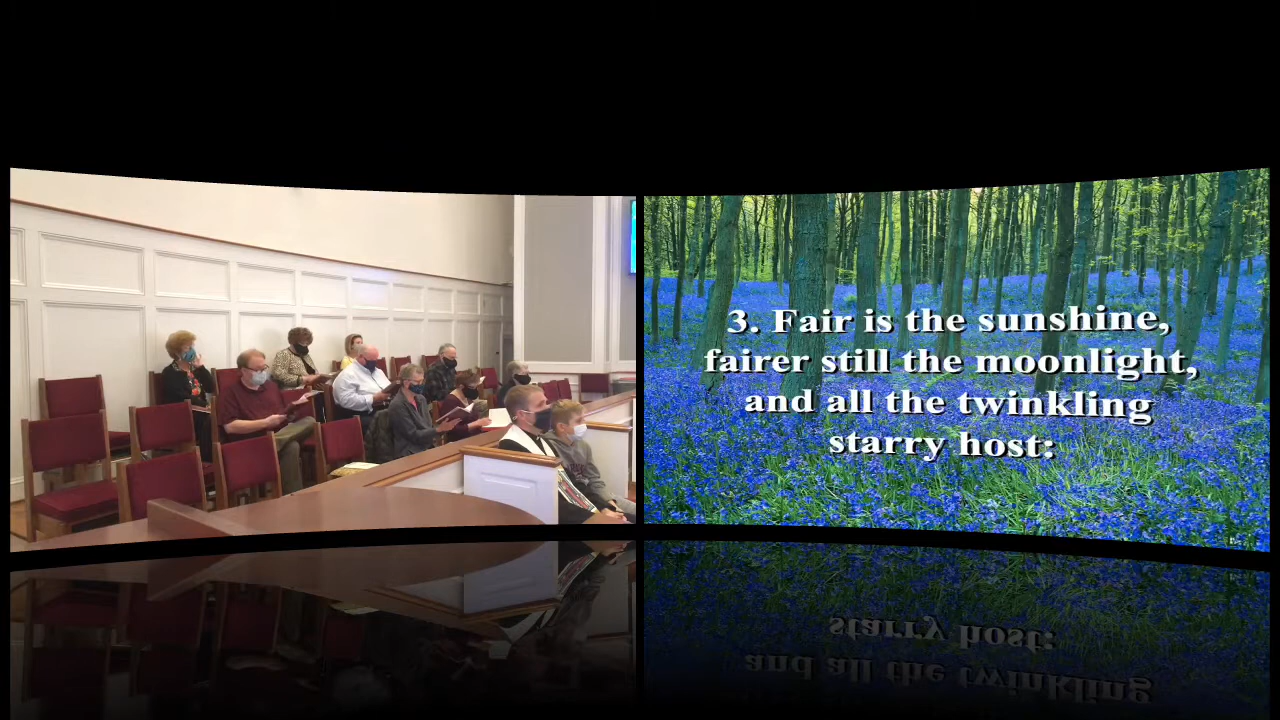 3. Fair is the sunshine,
fairer still the moonlight,
and all the twinkling
starry host: